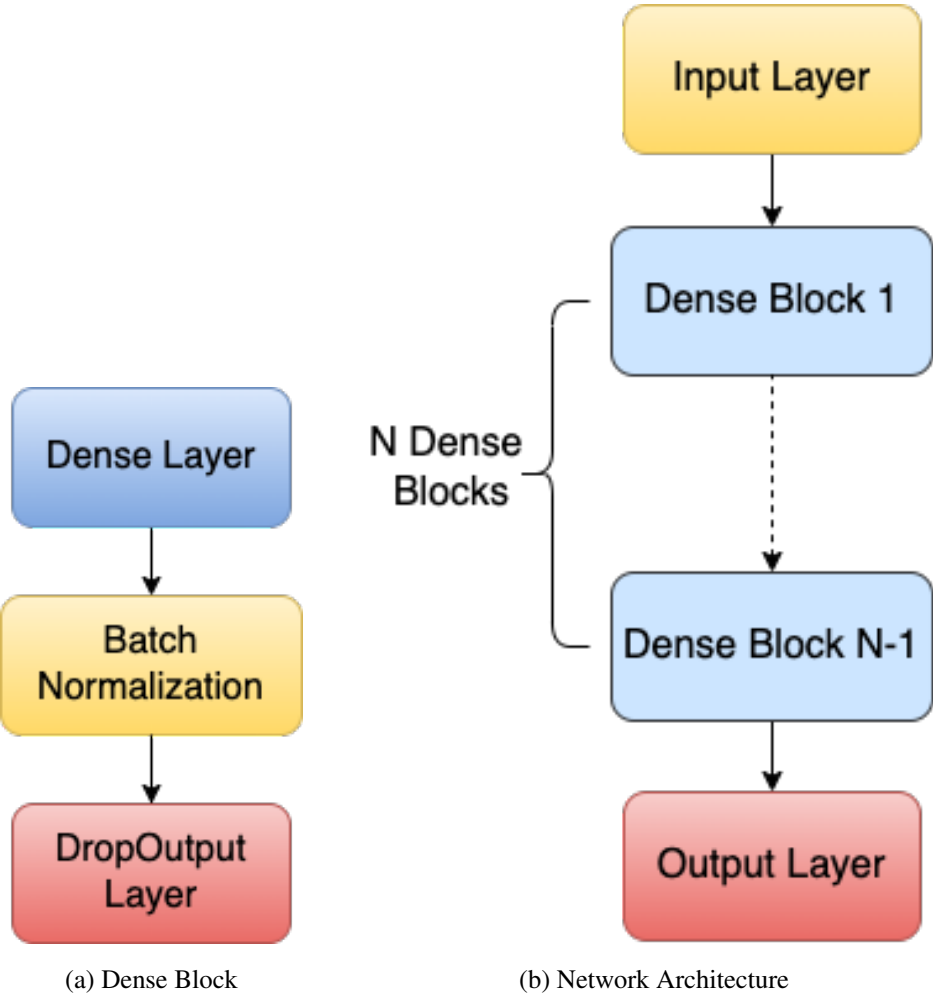 Dense Layer
Batch
Normalization
DropOutput
Layer
(a) Dense Block
Input Layer
Dense Block 1
N Dense
Blocks
Dense Block N-1
Output Layer
(b) Network Architecture